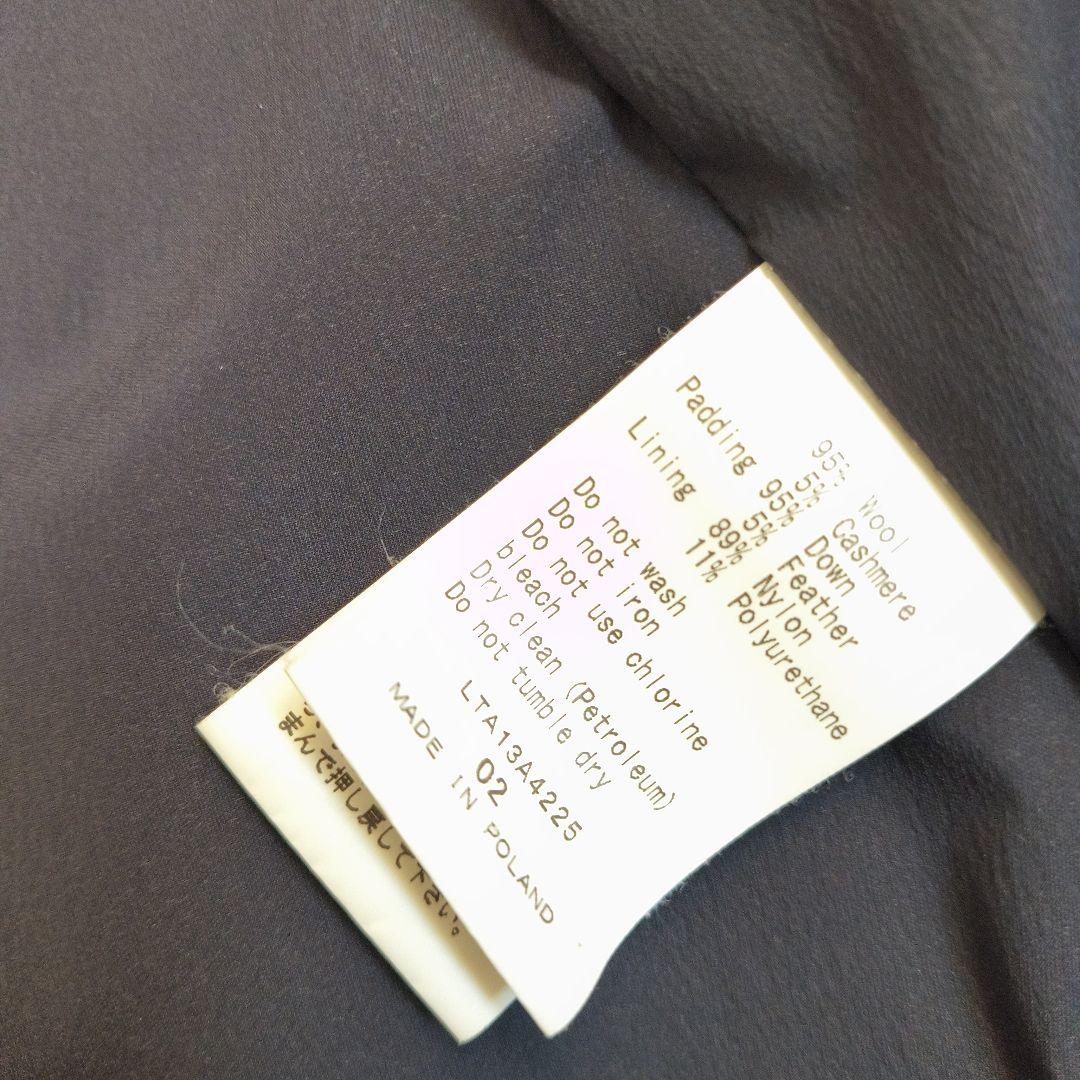 95% Wool
5% Cashmere
Padding 95% Down
5% Feather
Lining 89% Nylon
11% Polyurethane
Do not wash
Do not iron
Do not use chlorine
bleach
Dry clean (Petroleum)
Do not tumble dry
LTA13A4225
02
MADE IN POLAND
まんで押し戻して下さい。